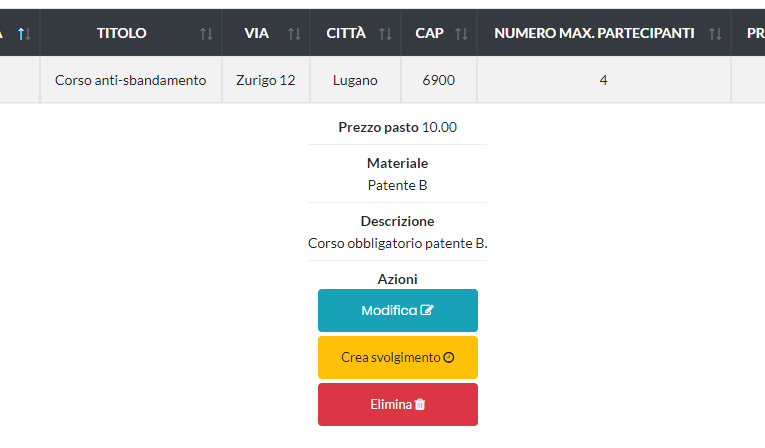 A TITOLO VIA CITTÀ CAP NUMERO MAX. PARTECIPANTI PR
Corso anti-sbandamento Zurigo 12 Lugano 6900 4
Prezzo pasto 10.00
Materiale
Patente B
Descrizione
Corso obbligatorio patente B.
Azioni
Modifica
Crea svolgimento
Elimina